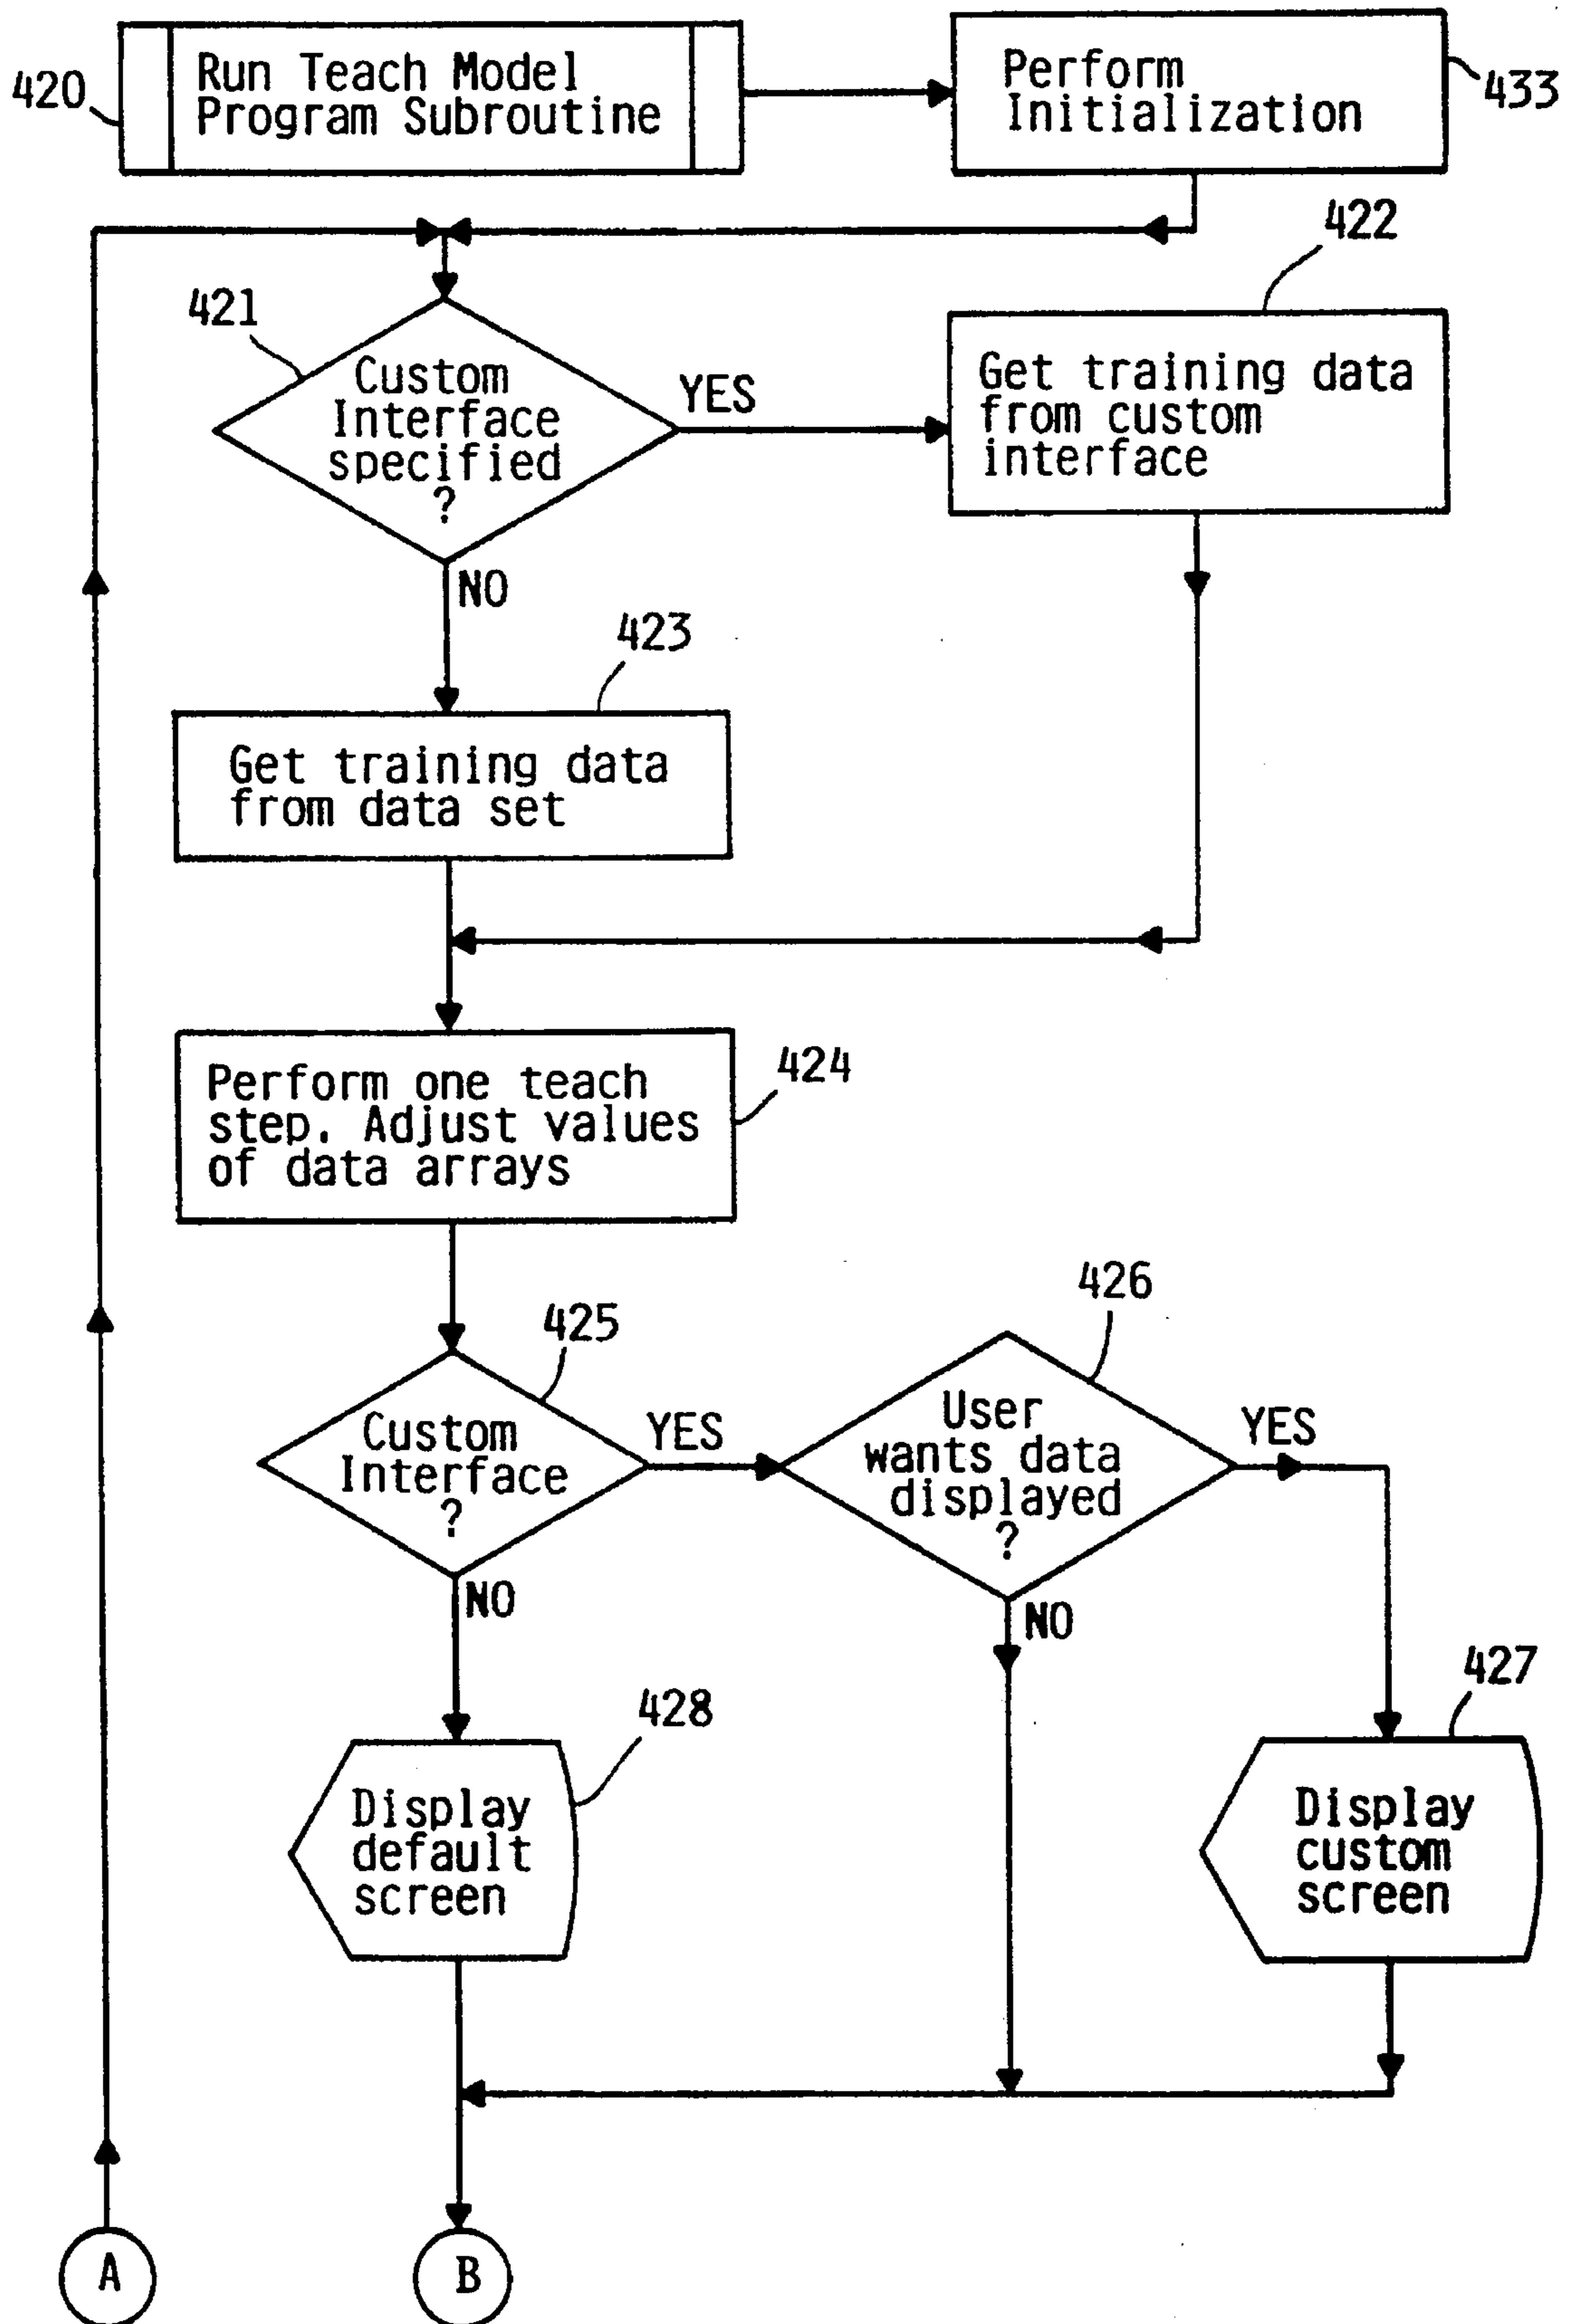 420
Run Teach Model
Program Subroutine
Perform
Initialization
433
421
Custom
Interface
specified
?
YES
NO
422
Get training data
from custom
interface
423
Get training data
from data set
424
Perform one teach
step. Adjust values
of data arrays
425
Custom
Interface
?
YES
NO
426
User
wants data
displayed
?
YES
NO
428
Display
default
screen
427
Display
custom
screen
A
B